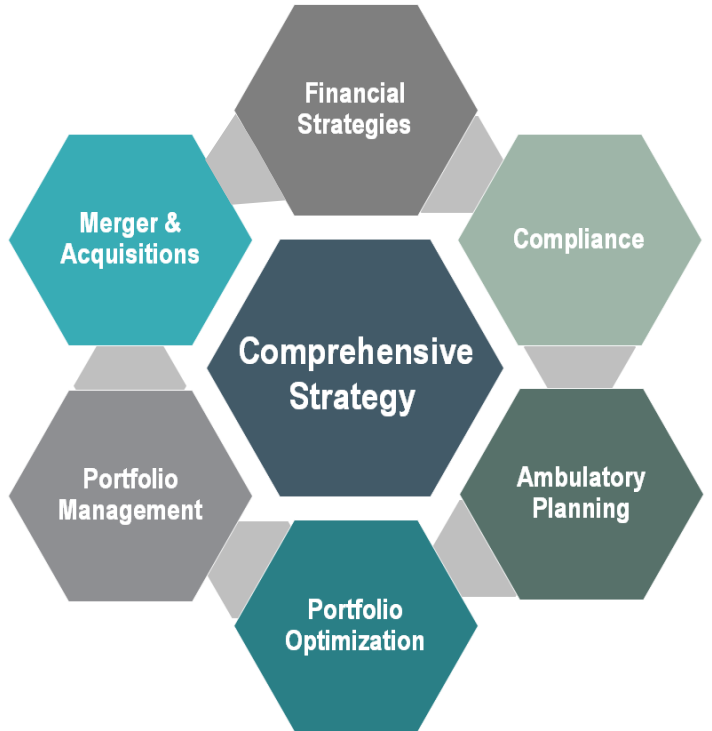 Financial
Strategies
Merger &
Acquisitions
Compliance
Comprehensive
Strategy
Portfolio
Management
Ambulatory
Planning
Portfolio
Optimization